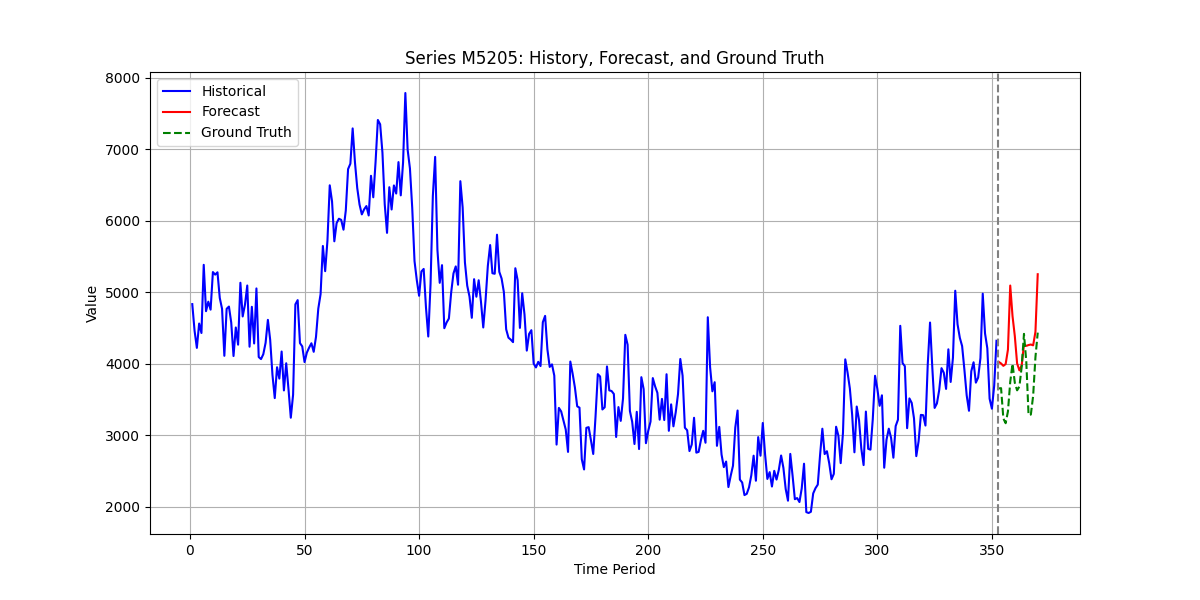 Series M5205: History, Forecast, and Ground Truth
Historical
Forecast
Ground Truth
8000
7000
6000
5000
4000
3000
2000
Value
0 50 100 150 200 250 300 350
Time Period